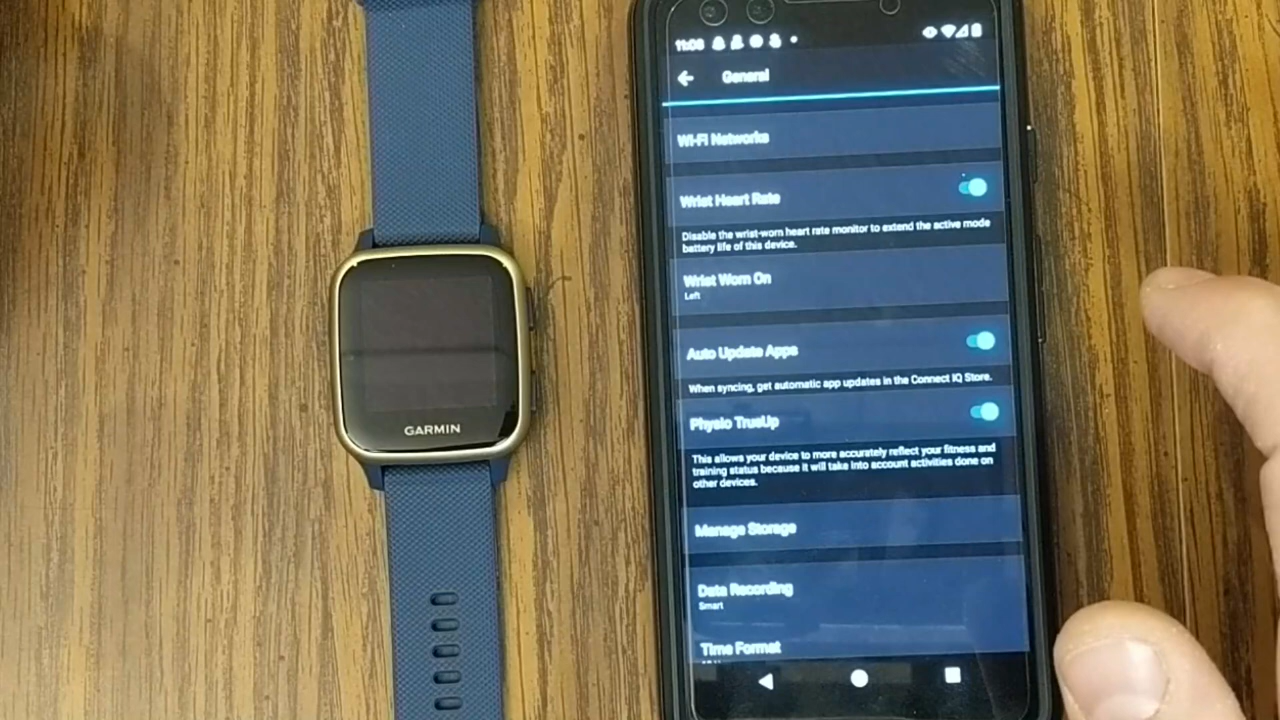 11:08
General
Wi-Fi Networks
Wrist Heart Rate
Disable the wrist-worn heart rate monitor to extend the active mode
battery life of this device.
Wrist Worn On
Left
Auto Update Apps
When syncing, get automatic app updates in the Connect IQ Store.
Physio TrueUp
This allows your device to more accurately reflect your fitness and
training status because it will take into account activities done on
other devices.
Manage Storage
Data Recording
Smart
Time Format
GARMIN